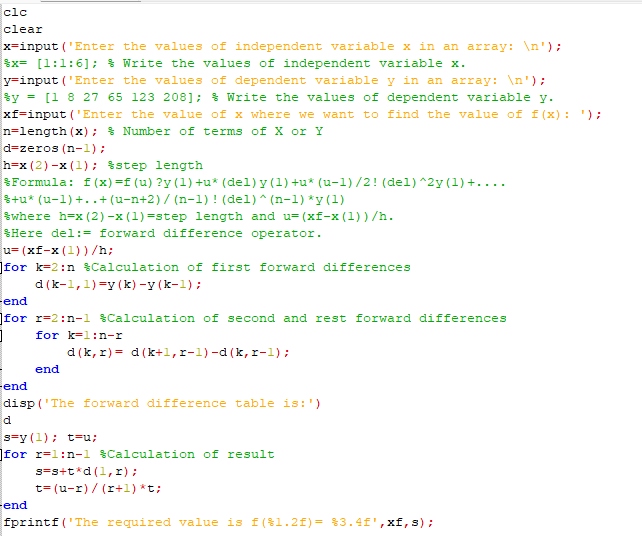 clc
clear
x=input('Enter the values of independent variable x in an array: \n');
%x= [1:1:6]; % Write the values of independent variable x.
y=input('Enter the values of dependent variable y in an array: \n');
%y = [1 8 27 65 123 208]; % Write the values of dependent variable y.
xf=input('Enter the value of x where we want to find the value of f(x): ');
n=length(x); % Number of terms of X or Y
d=zeros(n-1);
h=x(2)-x(1); %step length
%Formula: f(x)=f(u)?y(1)+u*(del)y(1)+u*(u-1)/2!(del)^2y(1)+....
%+u*(u-1)+..+(u-n+2)/(n-1)!(del)^(n-1)*y(1)
%where h=x(2)-x(1)=step length and u=(xf-x(1))/h.
%Here del:= forward difference operator.
u=(xf-x(1))/h;
for k=2:n %Calculation of first forward differences
    d(k-1,1)=y(k)-y(k-1);
end
for r=2:n-1 %Calculation of second and rest forward differences
    for k=1:n-r
        d(k,r)= d(k+1,r-1)-d(k,r-1);
    end
end
disp('The forward difference table is:')
d
s=y(1); t=u;
for r=1:n-1 %Calculation of result
    s=s+t*d(1,r);
    t=(u-r)/(r+1)*t;
end
fprintf('The required value is f(%1.2f)= %3.4f',xf,s);